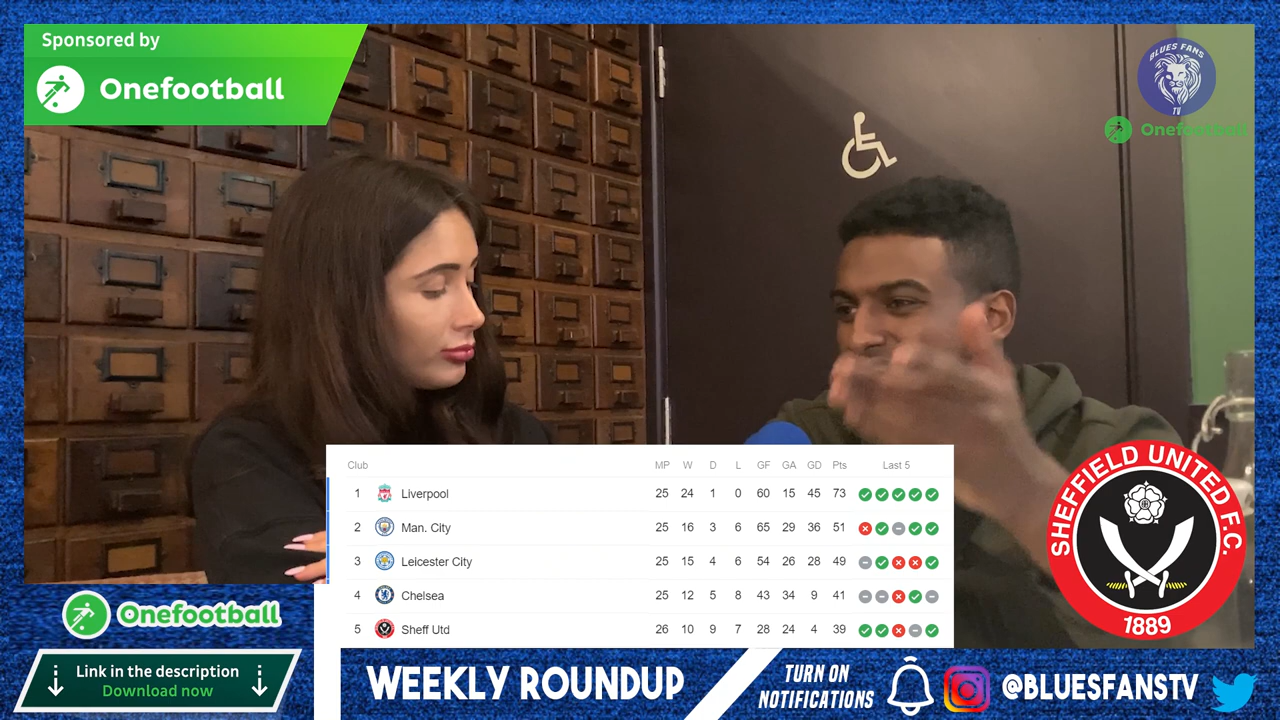 Sponsored by
Onefootball
BLUES FANS
TV
Onefootball
Club MP W D L GF GA GD Pts Last 5
1 Liverpool 25 24 1 0 60 15 45 73
2 Man. City 25 16 3 6 65 29 36 51
3 Leicester City 25 15 4 6 54 26 28 49
4 Chelsea 25 12 5 8 43 34 9 41
5 Sheff Utd 26 10 9 7 28 24 4 39
SHEFFIELD UNITED F.C.
1889
Onefootball
Link in the description
Download now
WEEKLY ROUNDUP
TURN ON
NOTIFICATIONS
@BLUESFANSTV